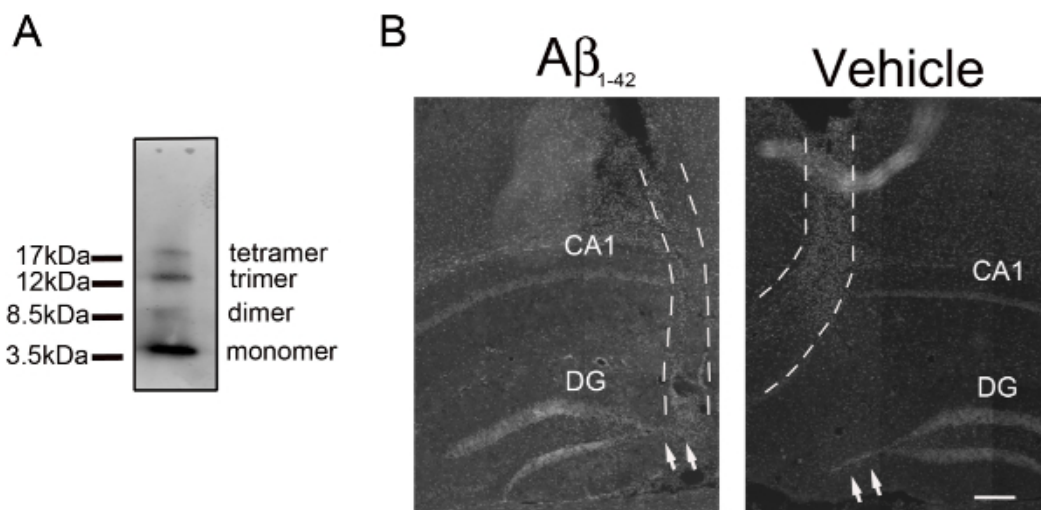 A
17kDa
tetramer
12kDa
trimer
8.5kDa
dimer
3.5kDa
monomer
B
Aβ1-42
CA1
DG
Vehicle
CA1
DG